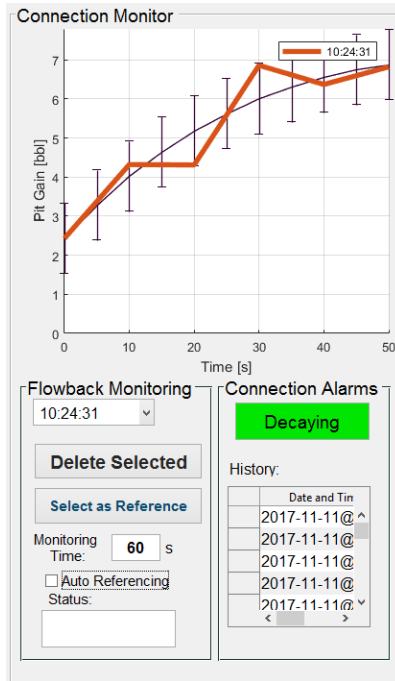 Connection Monitor
10:24:31
7
6
5
4
3
2
1
0
Pit Gain [bbl]
0 10 20 30 40 50
Time [s]
Flowback Monitoring
10:24:31
Delete Selected
Select as Reference
Monitoring
Time:
60 s
Auto Referencing
Status:
Connection Alarms
Decaying
History:
Date and Tim
2017-11-11@
2017-11-11@
2017-11-11@
2017-11-11@
2017-11-11@